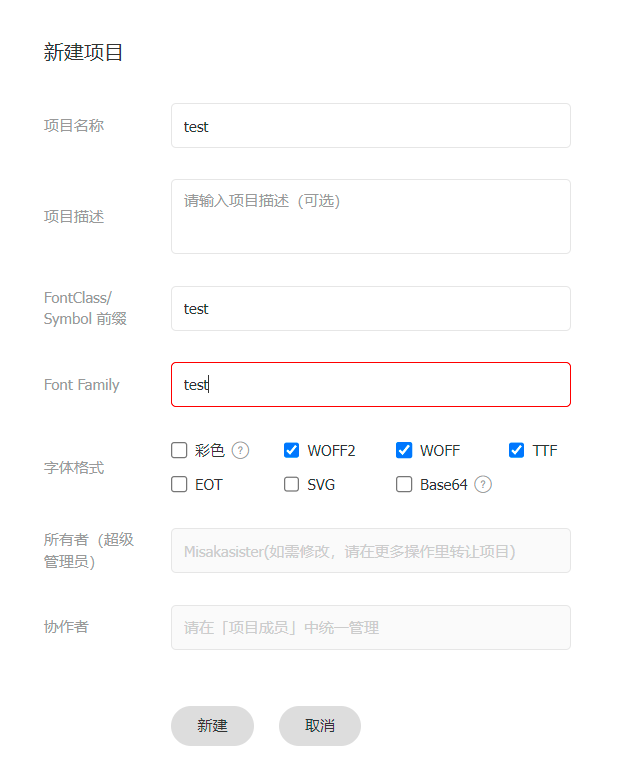 新建项目
项目名称
test
项目描述
请输入项目描述（可选）
FontClass/
Symbol 前缀
test
Font Family
test
字体格式
彩色 ? WOFF2 WOFF TTF
EOT SVG Base64 ?
所有者（超级
管理员）
Misakasister(如需修改，请在更多操作里转让项目)
协作者
请在「项目成员」中统一管理
新建 取消